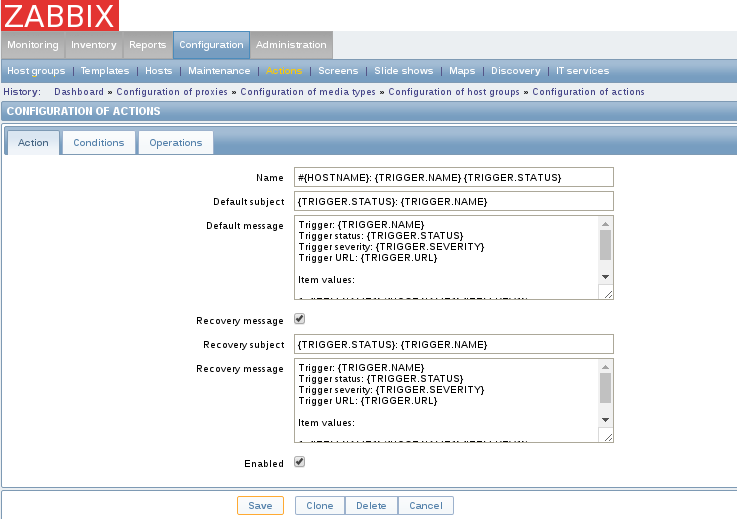 ZABBIX
Monitoring Inventory Reports Configuration Administration
Host groups | Templates | Hosts | Maintenance | Actions | Screens | Slide shows | Maps | Discovery | IT services
History: Dashboard » Configuration of proxies » Configuration of media types » Configuration of host groups » Configuration of actions
CONFIGURATION OF ACTIONS
Action Conditions Operations
Name #{HOSTNAME}: {TRIGGER.NAME} {TRIGGER.STATUS}
Default subject {TRIGGER.STATUS}: {TRIGGER.NAME}
Default message Trigger: {TRIGGER.NAME}
Trigger status: {TRIGGER.STATUS}
Trigger severity: {TRIGGER.SEVERITY}
Trigger URL: {TRIGGER.URL}
Item values:
Recovery message
Recovery subject {TRIGGER.STATUS}: {TRIGGER.NAME}
Recovery message Trigger: {TRIGGER.NAME}
Trigger status: {TRIGGER.STATUS}
Trigger severity: {TRIGGER.SEVERITY}
Trigger URL: {TRIGGER.URL}
Item values:
Enabled
Save Clone Delete Cancel